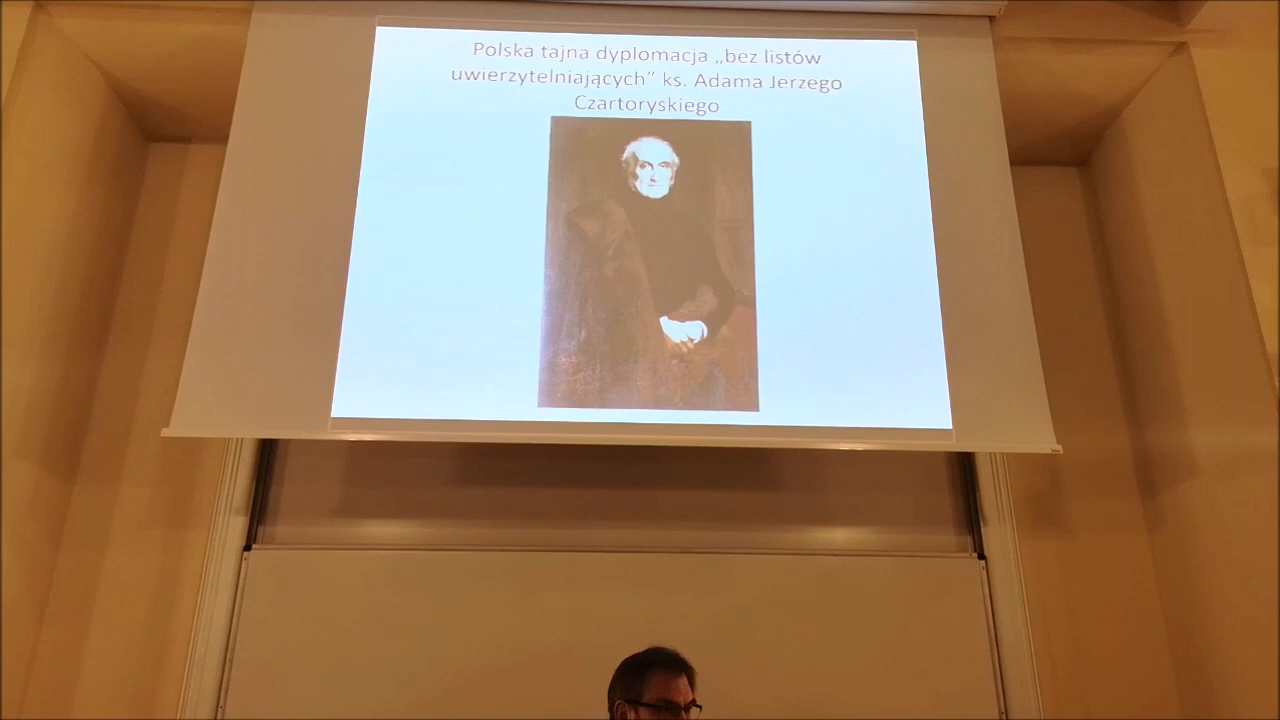 Polska tajna dyplomacja „bez listów
uwierzytelniających” ks. Adama Jerzego
Czartoryskiego